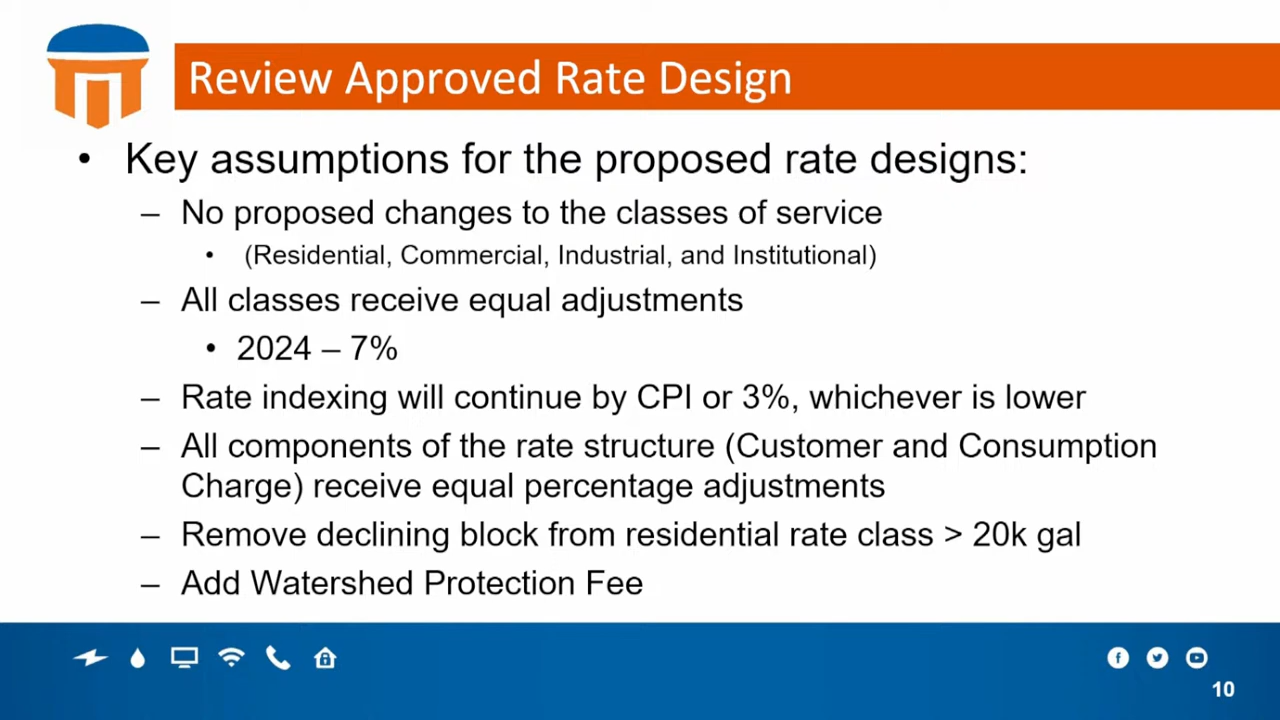 Review Approved Rate Design
• Key assumptions for the proposed rate designs:
– No proposed changes to the classes of service
• (Residential, Commercial, Industrial, and Institutional)
– All classes receive equal adjustments
• 2024 – 7%
– Rate indexing will continue by CPI or 3%, whichever is lower
– All components of the rate structure (Customer and Consumption
Charge) receive equal percentage adjustments
– Remove declining block from residential rate class > 20k gal
– Add Watershed Protection Fee
10